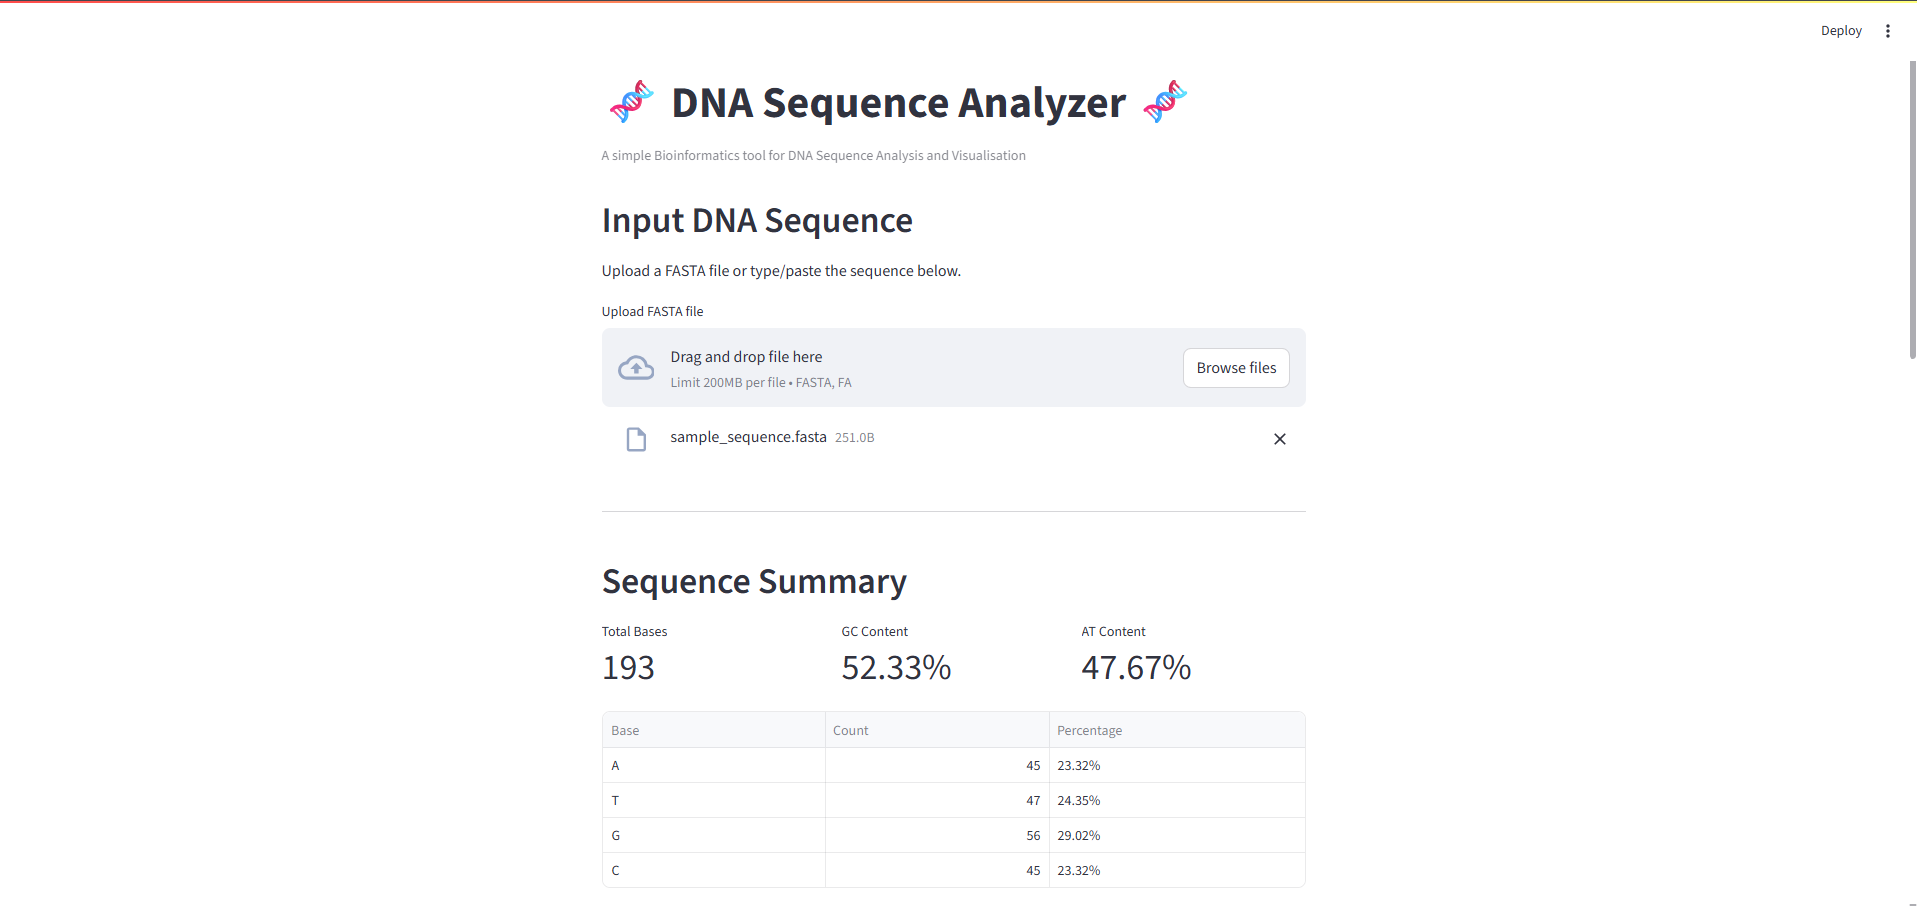 Deploy
DNA Sequence Analyzer
A simple Bioinformatics tool for DNA Sequence Analysis and Visualisation
Input DNA Sequence
Upload a FASTA file or type/paste the sequence below.
Upload FASTA file
Drag and drop file here
Limit 200MB per file • FASTA, FA
Browse files
sample_sequence.fasta 251.0B
Sequence Summary
Total Bases GC Content AT Content
193 52.33% 47.67%
Base Count Percentage
A 45 23.32%
T 47 24.35%
G 56 29.02%
C 45 23.32%